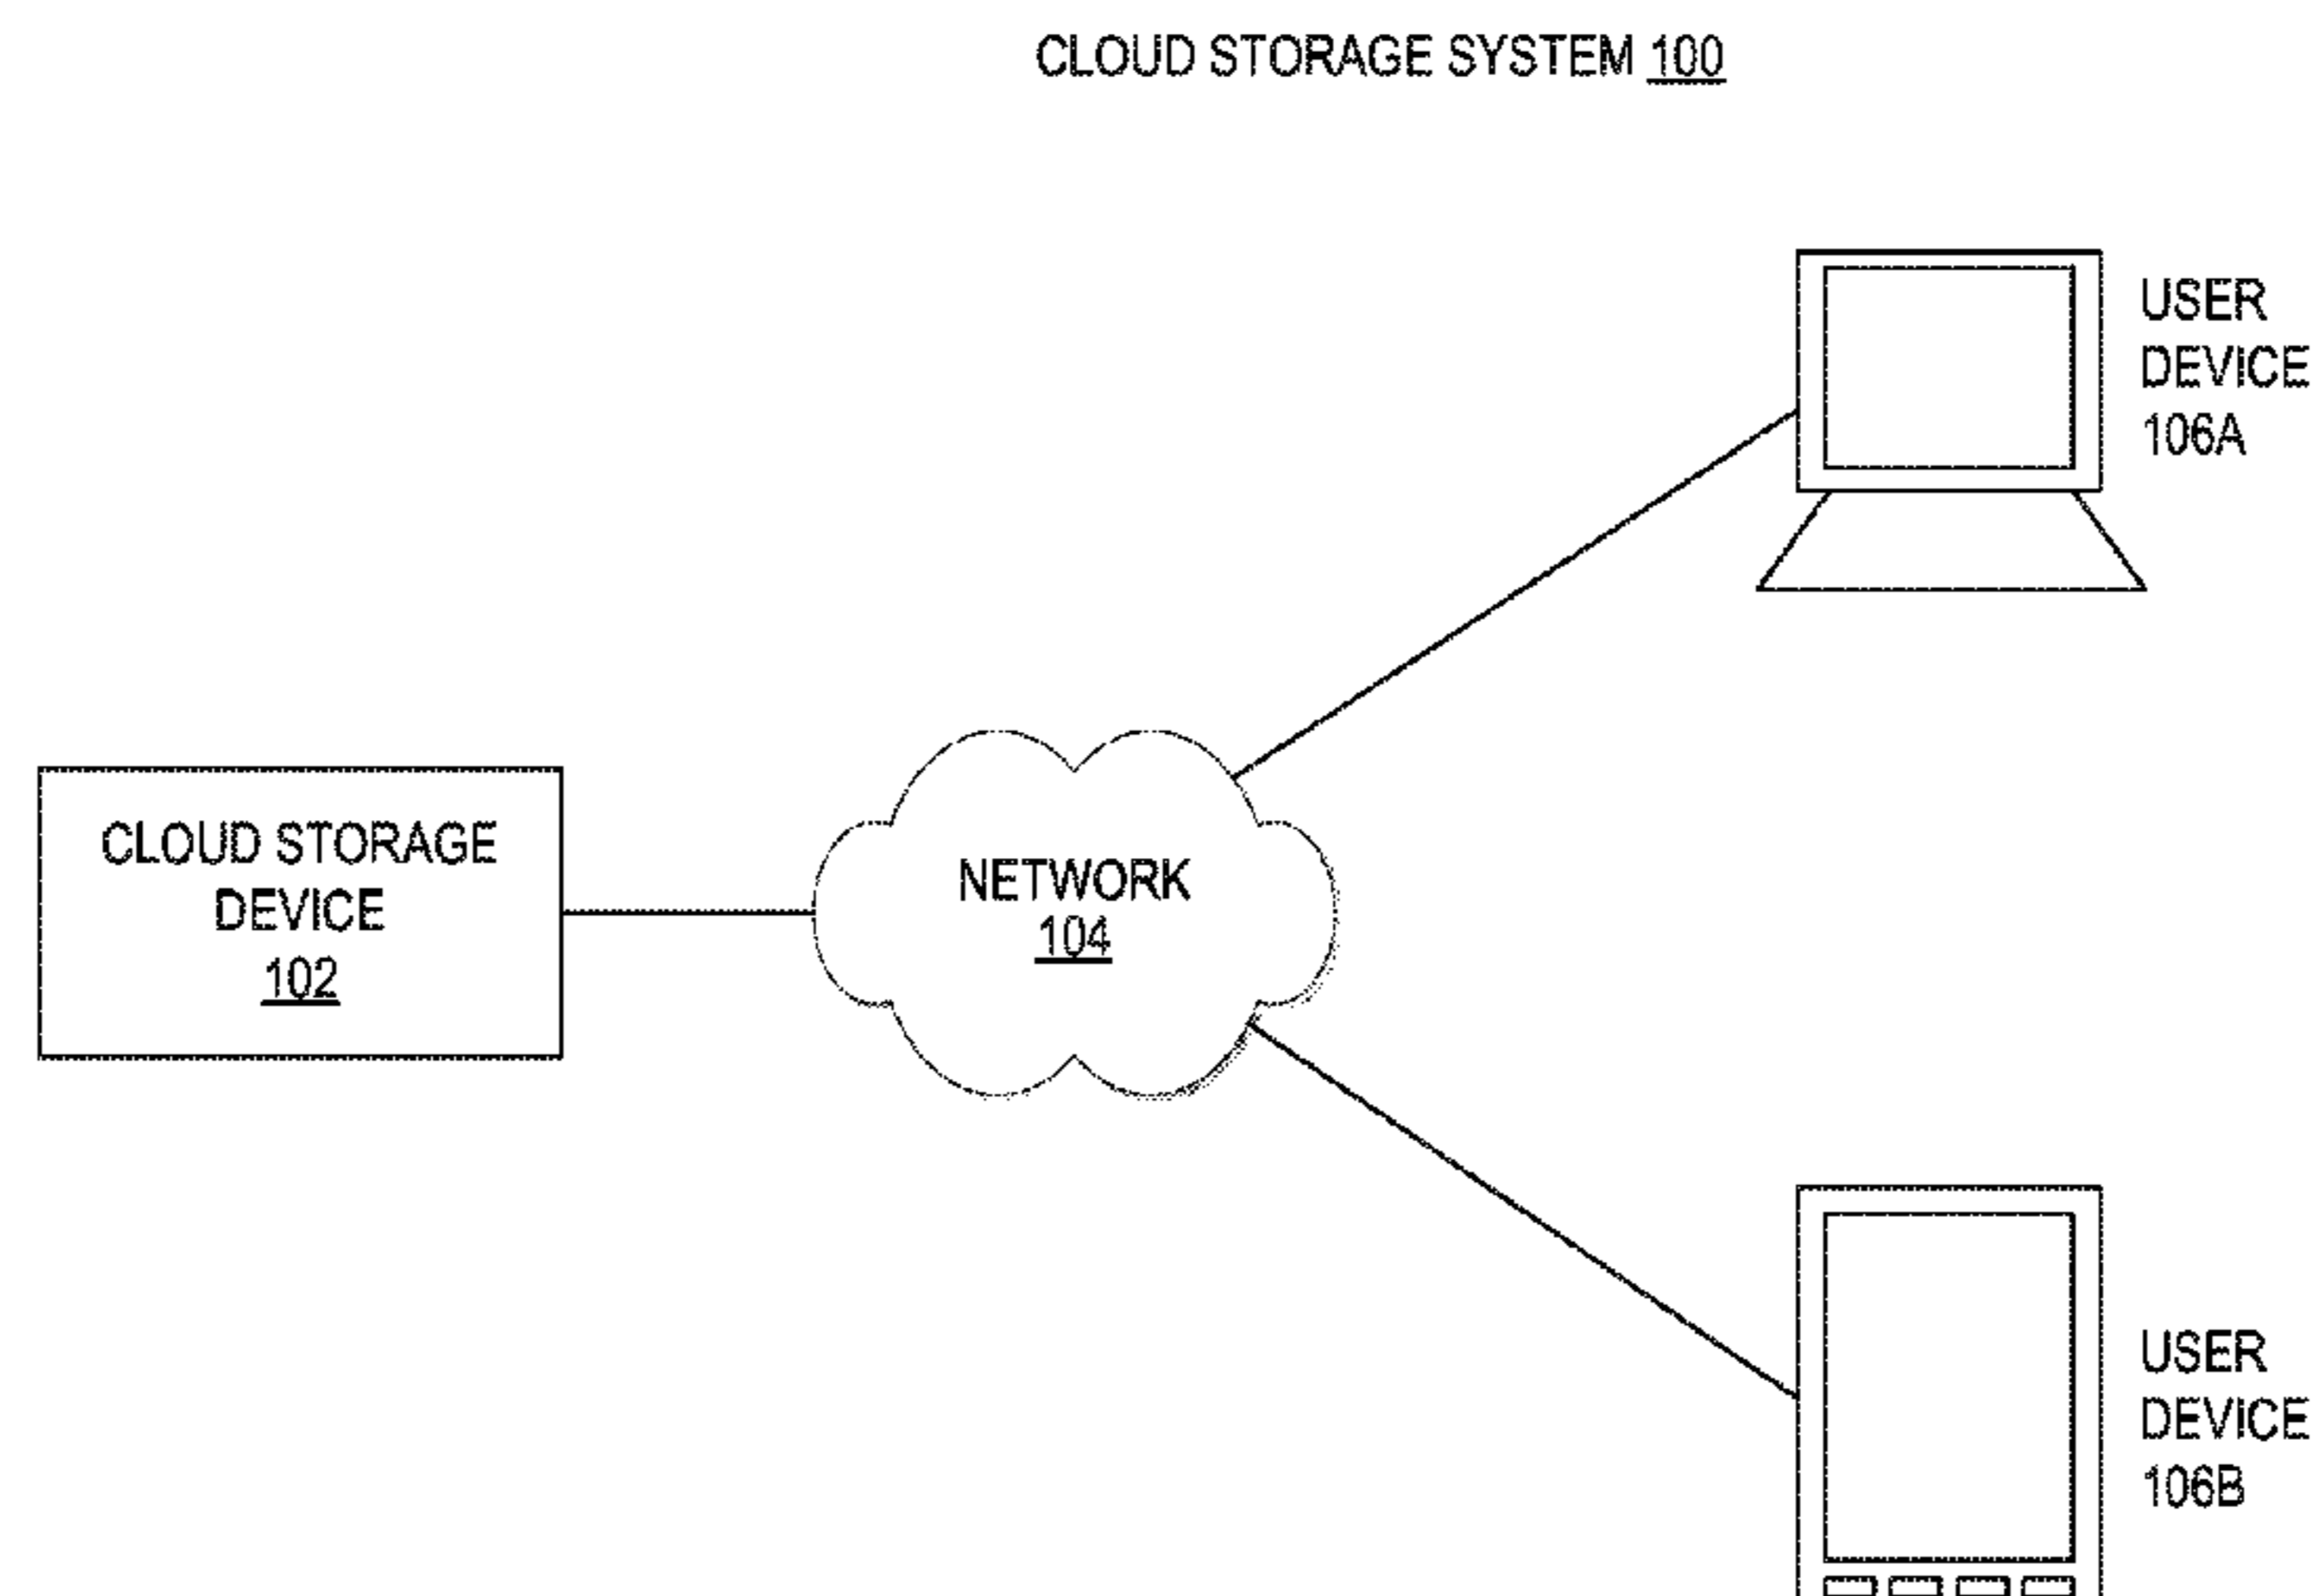 CLOUD STORAGE SYSTEM 100
USER
DEVICE
106A
CLOUD STORAGE
DEVICE
102
NETWORK
104
USER
DEVICE
106B